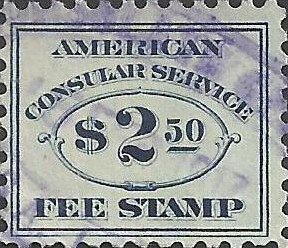 AMERICAN
CONSULAR SERVICE
$2.50
FEE STAMP